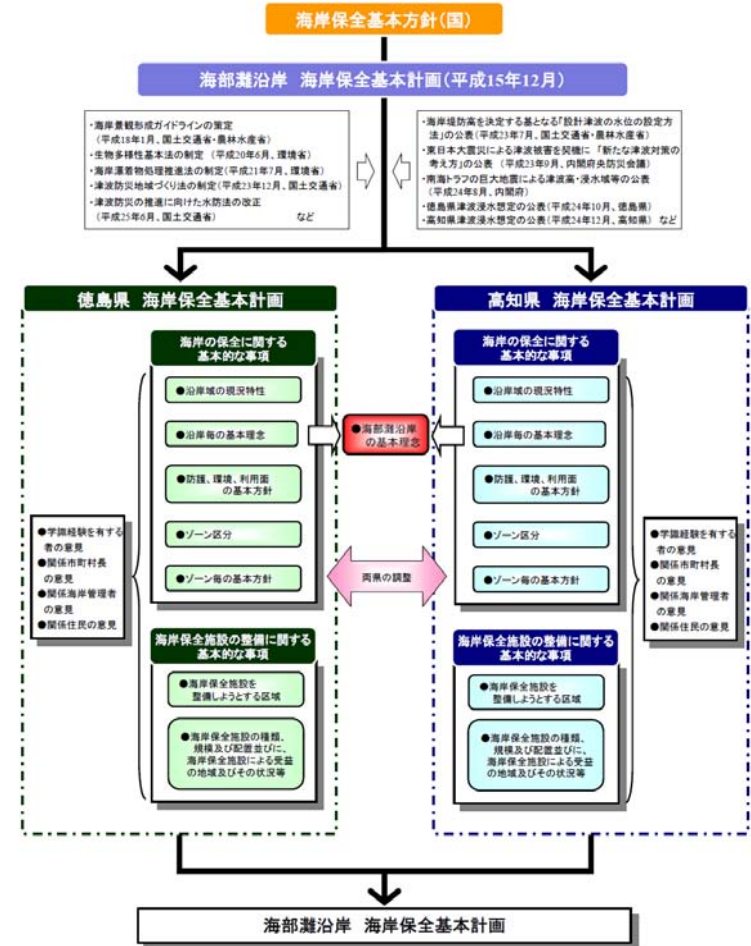 海岸保全基本方針(国)
海部灘沿岸 海岸保全基本計画(平成15年12月)
・海岸景観形成ガイドラインの策定
(平成18年1月、国土交通省・農林水産省)
・生物多様性基本法の制定 (平成20年6月、環境省)
・海岸漂着物処理推進法の制定(平成21年7月、環境省)
・津波防災地域づくり法の制定(平成23年12月、国土交通省)
・津波防災の推進に向けた水防法の改正
(平成25年6月、国土交通省) など
・海岸堤防高を決定する基となる「設計津波の水位の設定方
法」の公表(平成23年7月、国土交通省・農林水産省)
・東日本大震災による津波被害を契機に 「新たな津波対策の
考え方」の公表 (平成23年9月、内閣府中央防災会議)
・南海トラフの巨大地震による津波高・浸水域等の公表
(平成24年8月、内閣府)
・徳島県津波浸水想定の公表(平成24年10月、徳島県)
・高知県津波浸水想定の公表(平成24年12月、高知県) など
徳島県 海岸保全基本計画
海岸の保全に関する
基本的な事項
●沿岸域の現況特性
●沿岸毎の基本理念
●防護、環境、利用面
の基本方針
●ゾーン区分
●ゾーン毎の基本方針
●学識経験を有する
者の意見
●関係市町村長
の意見
●関係海岸管理者
の意見
●関係住民の意見
海岸保全施設の整備に関する
基本的な事項
●海岸保全施設を
整備しようとする区域
●海岸保全施設の種類、
規模及び配置並びに、
海岸保全施設による受益
の地域及びその状況等
●海部灘沿岸
の基本理念
両県の調整
高知県 海岸保全基本計画
海岸の保全に関する
基本的な事項
●沿岸域の現況特性
●沿岸毎の基本理念
●防護、環境、利用面
の基本方針
●ゾーン区分
●ゾーン毎の基本方針
●学識経験を有する
者の意見
●関係市町村長
の意見
●関係海岸管理者
の意見
●関係住民の意見
海岸保全施設の整備に関する
基本的な事項
●海岸保全施設を
整備しようとする区域
●海岸保全施設の種類、
規模及び配置並びに、
海岸保全施設による受益
の地域及びその状況等
海部灘沿岸 海岸保全基本計画